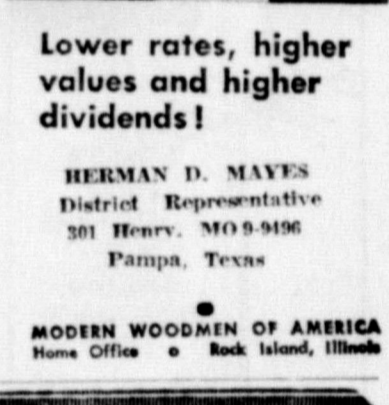 Lower rates, higher
values and higher
dividends!
HERMAN D. MAYES
District Representative
301 Henry. MO 9-9496
Pampa, Texas
MODERN WOODMEN OF AMERICA
Home Office • Rock Island, Illinois